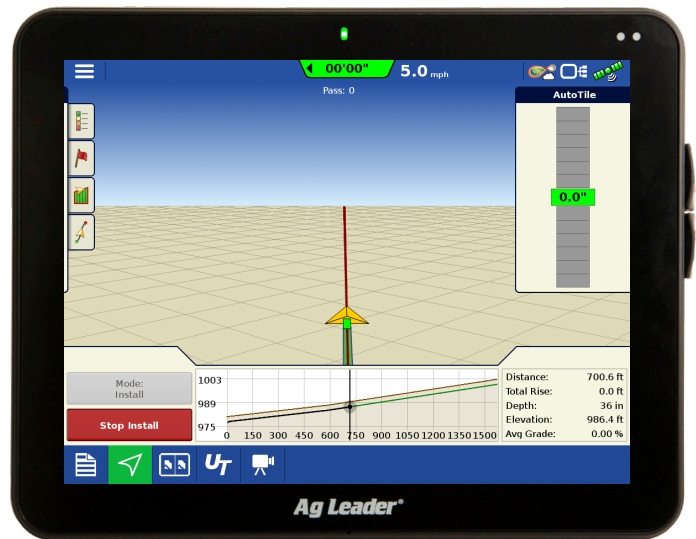 00'00"
5.0 mph
Pass: 0
AutoTile
0.0"
Mode:
Install
Stop Install
1003
989
975
0 150 300 450 600 750 900 1050 1200 1350 1500
Distance: 700.6 ft
Total Rise: 0.0 ft
Depth: 36 in
Elevation: 986.4 ft
Avg Grade: 0.00 %
UT
Ag Leader